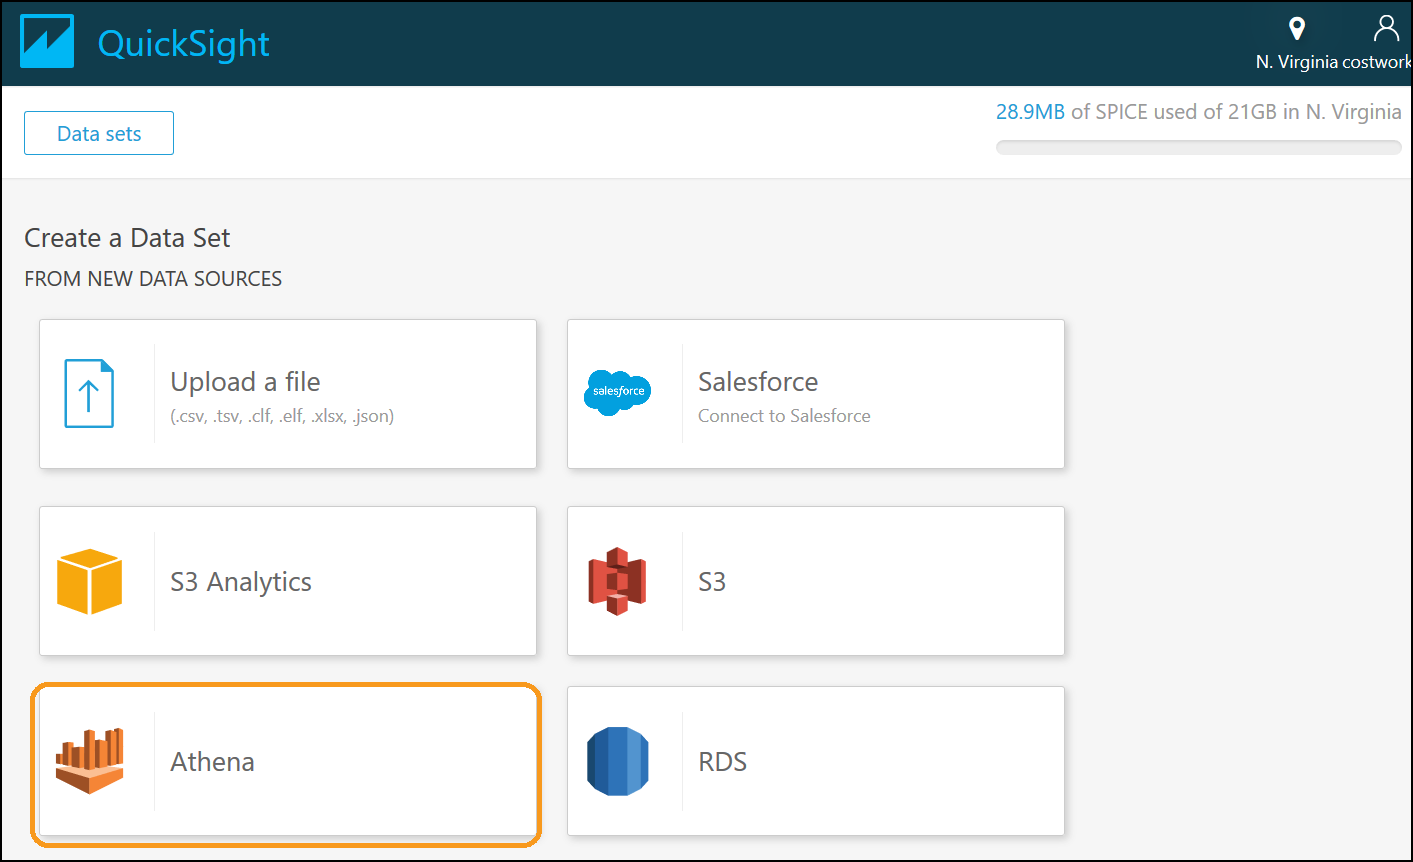 QuickSight
N. Virginia costwork
Data sets
28.9MB of SPICE used of 21GB in N. Virginia
Create a Data Set
FROM NEW DATA SOURCES
Upload a file
(.csv, .tsv, .clf, .elf, .xlsx, .json)
salesforce
Salesforce
Connect to Salesforce
S3 Analytics
S3
Athena
RDS